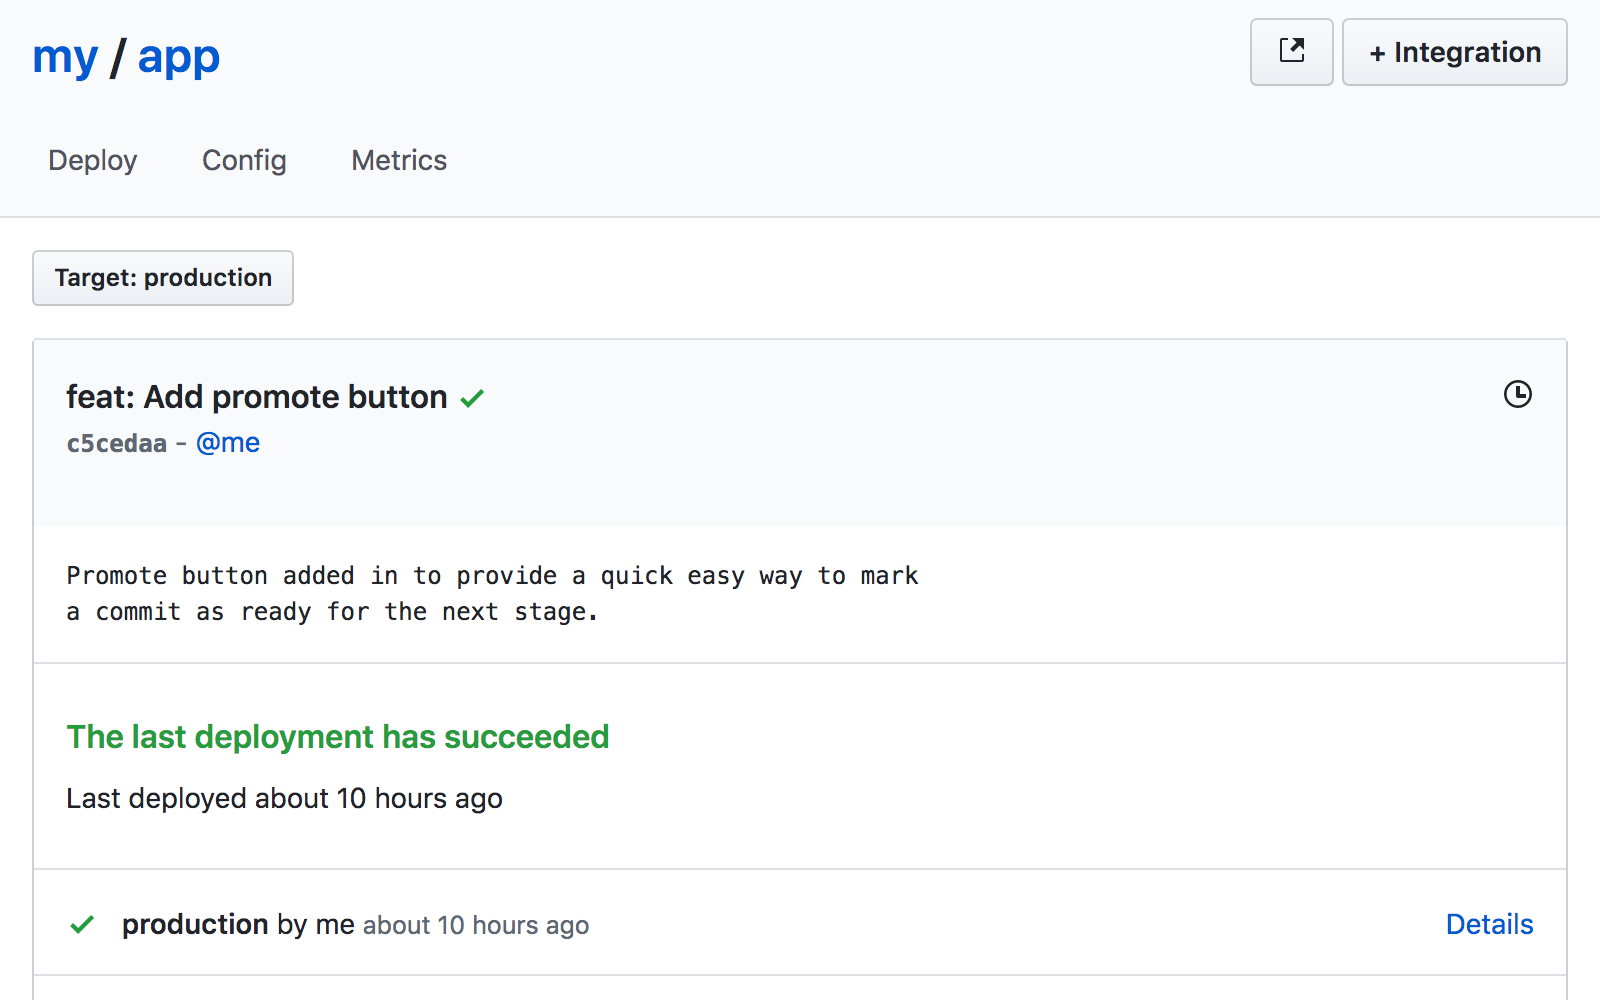 my / app
+ Integration
Deploy Config Metrics
Target: production
feat: Add promote button
c5cedaa - @me
Promote button added in to provide a quick easy way to mark
a commit as ready for the next stage.
The last deployment has succeeded
Last deployed about 10 hours ago
production by me about 10 hours ago Details